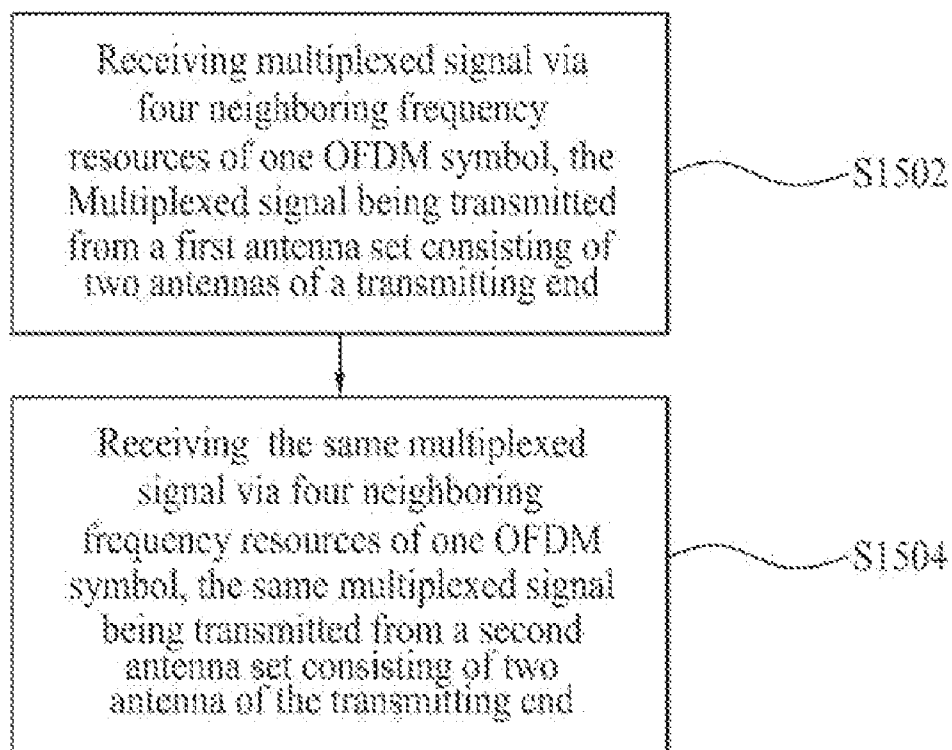 Receiving multiplexed signal via
four neighboring frequency
resources of one OFDM symbol, the
Multiplexed signal being transmitted
from a first antenna set consisting of
two antennas of a transmitting end
S1502
Receiving the same multiplexed
signal via four neighboring
frequency resources of one OFDM
symbol, the same multiplexed signal
being transmitted from a second
antenna set consisting of two
antenna of the transmitting end
S1504